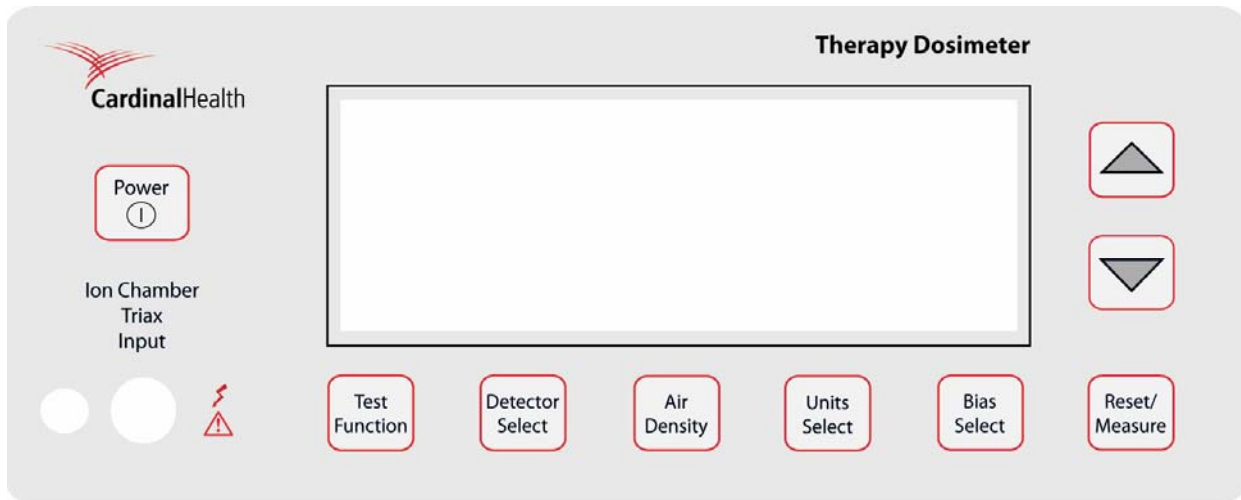 Therapy Dosimeter
CardinalHealth
Power
Ion Chamber
Triax
Input
Test
Function
Detector
Select
Air
Density
Units
Select
Bias
Select
Reset/
Measure